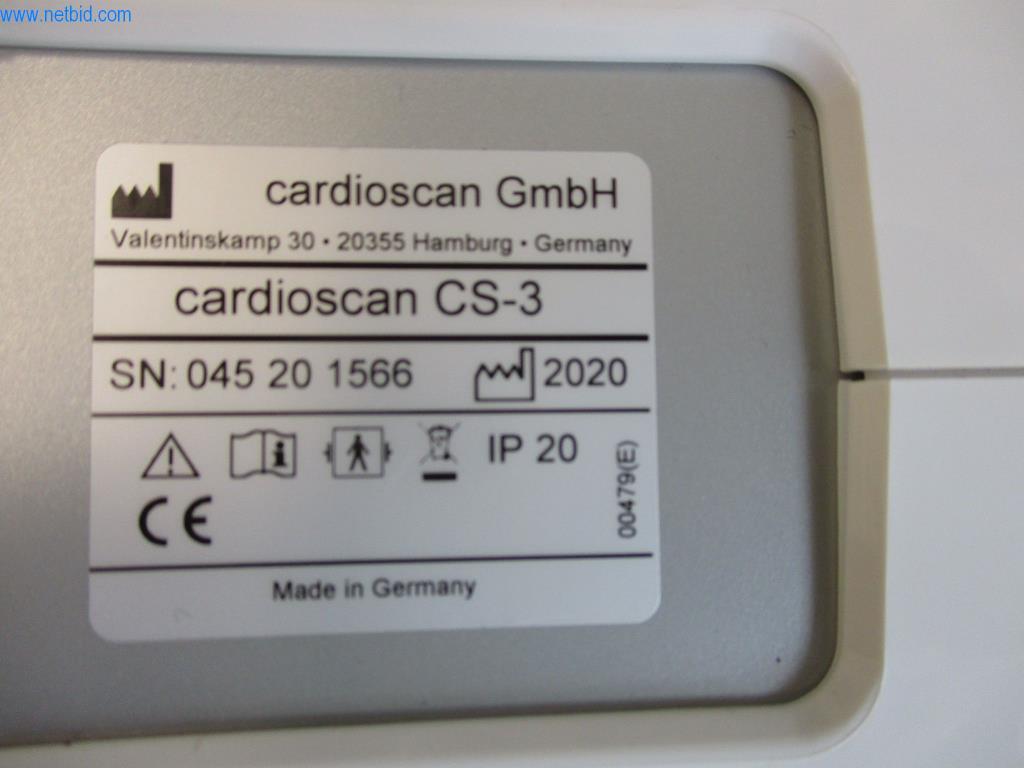 www.netbid.com
cardioscan GmbH
Valentinskamp 30 • 20355 Hamburg • Germany
cardioscan CS-3
SN: 045 20 1566 2020
IP 20
00479(E)
CE
Made in Germany